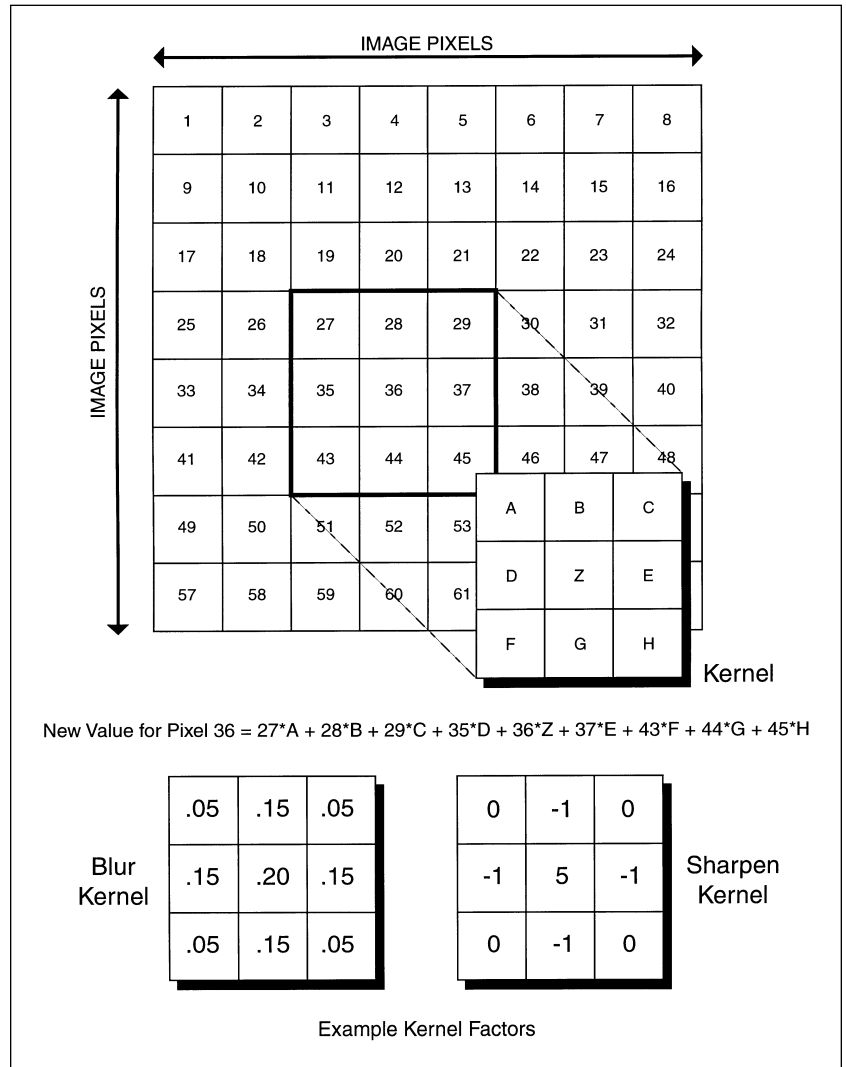 IMAGE PIXELS
IMAGE PIXELS
1 2 3 4 5 6 7 8
9 10 11 12 13 14 15 16
17 18 19 20 21 22 23 24
25 26 27 28 29 30 31 32
33 34 35 36 37 38 39 40
41 42 43 44 45 46 47 48
49 50 51 52 53
57 58 59 60 61
A B C
D Z E
F G H
Kernel
New Value for Pixel 36 = 27*A + 28*B + 29*C + 35*D + 36*Z + 37*E + 43*F + 44*G + 45*H
Blur
Kernel
.05 .15 .05
.15 .20 .15
.05 .15 .05
0 -1 0
-1 5 -1
0 -1 0
Sharpen
Kernel
Example Kernel Factors